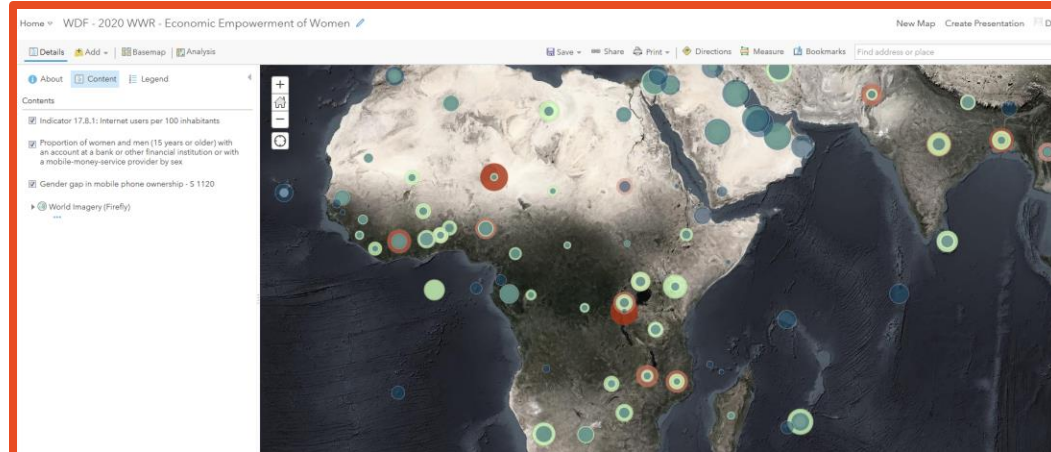 Home WDF - 2020 WWR - Economic Empowerment of Women
New Map Create Presentation
Details Add Basemap Analysis
Save Share Print Directions Measure Bookmarks Find address or place
About Content Legend
Contents
Indicator 17.8.1: Internet users per 100 inhabitants
Proportion of women and men (15 years or older) with
an account at a bank or other financial institution or with
a mobile-money-service provider by sex
Gender gap in mobile phone ownership - S 1120
World Imagery (Firefly)